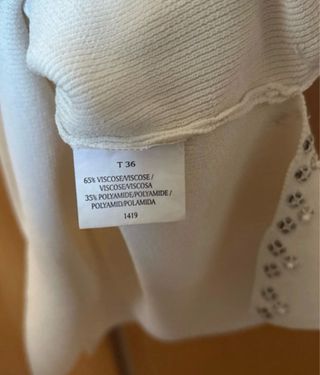 T 36
65% VISCOSE/VISCOSE /
VISCOSE/VISCOSA
35% POLYAMIDE/POLYAMIDE /
POLYAMID/POLAMIDA
1419